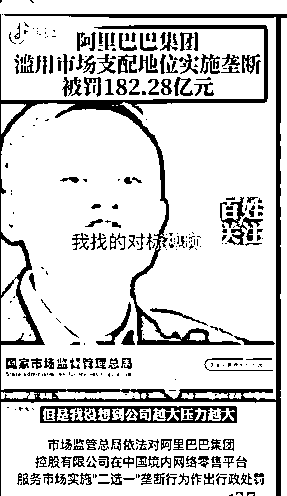 阿里巴巴集团
滥用市场支配地位实施垄断
被罚182.28亿元
百姓
关注
我找的对标视频
国家市场监督管理总局
但是我没想到公司越大压力越大
市场监管总局依法对阿里巴巴集团
控股有限公司在中国境内网络零售平台
服务市场实施“二选一”垄断行为作出行政处罚